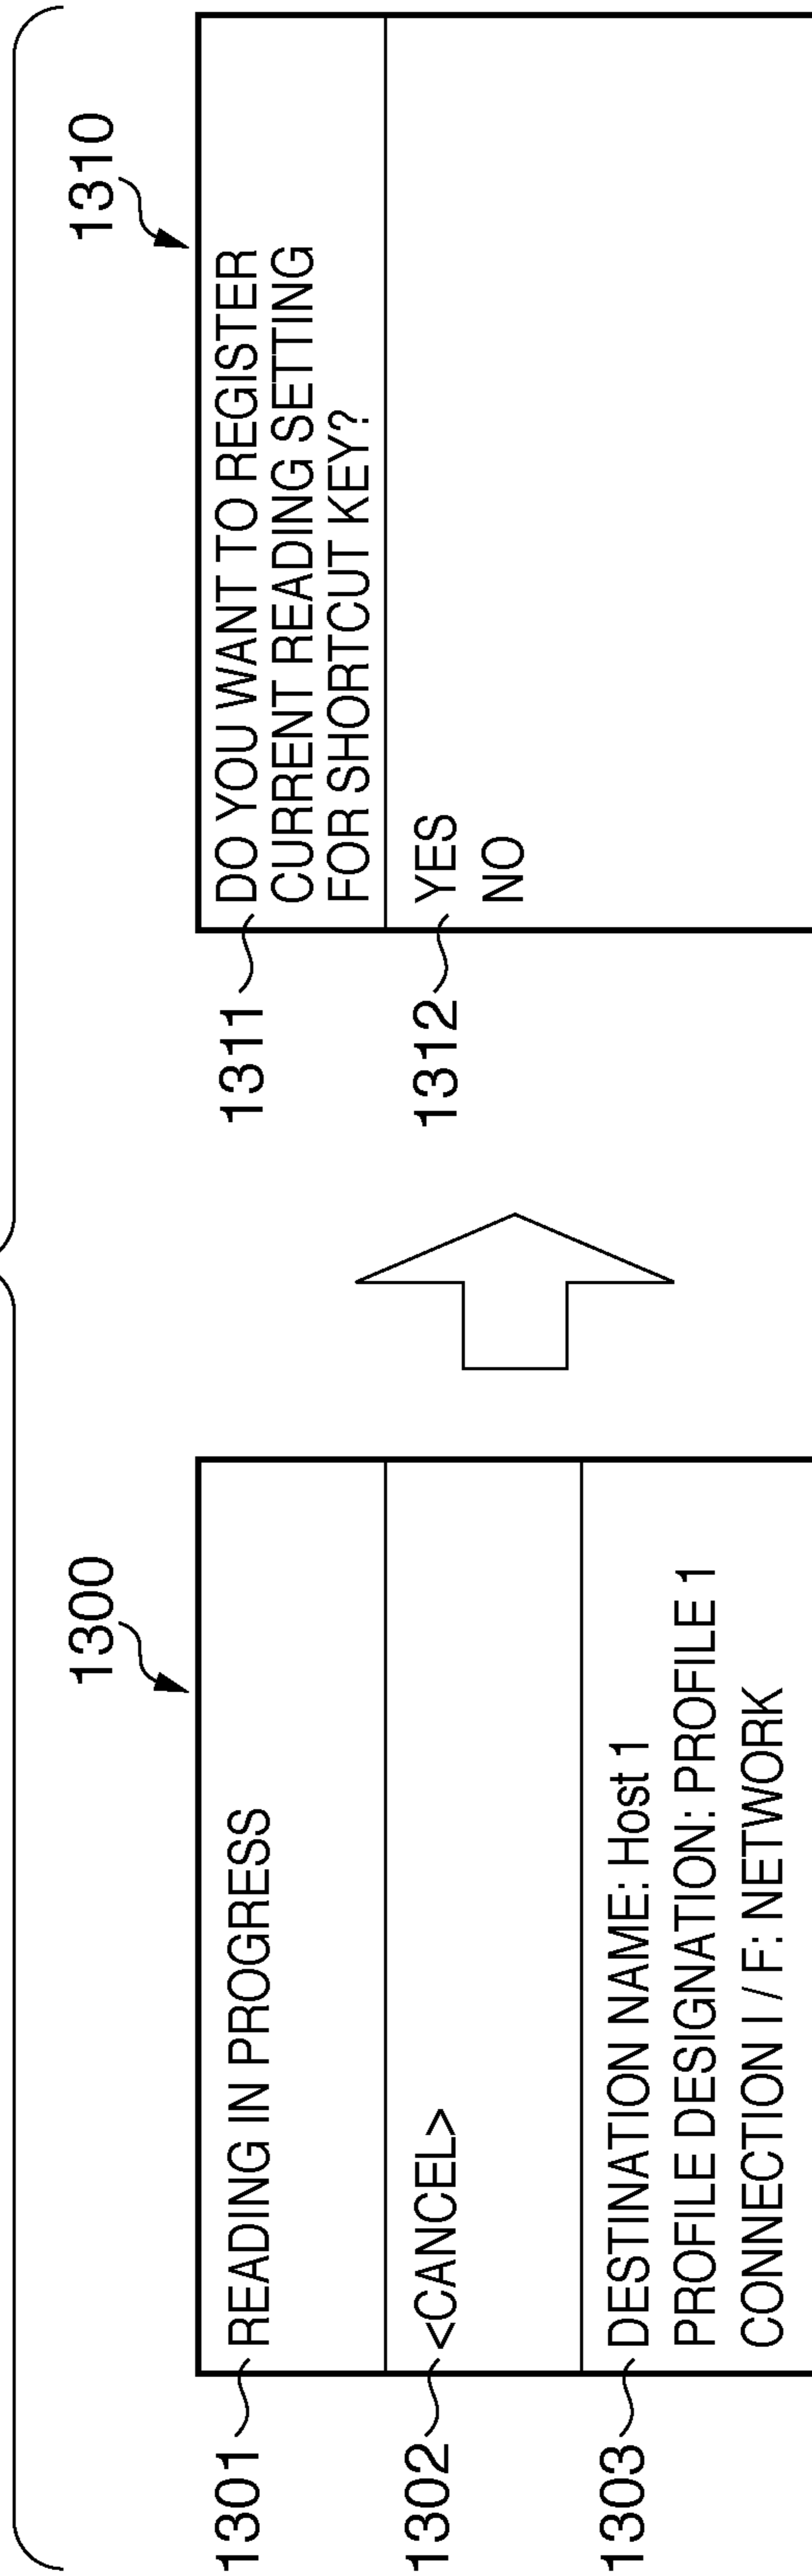 1300
1301
READING IN PROGRESS
1302
<CANCEL>
1303
DESTINATION NAME: Host 1
PROFILE DESIGNATION: PROFILE 1
CONNECTION I / F: NETWORK
1310
1311
DO YOU WANT TO REGISTER
CURRENT READING SETTING
FOR SHORTCUT KEY?
1312
YES
NO